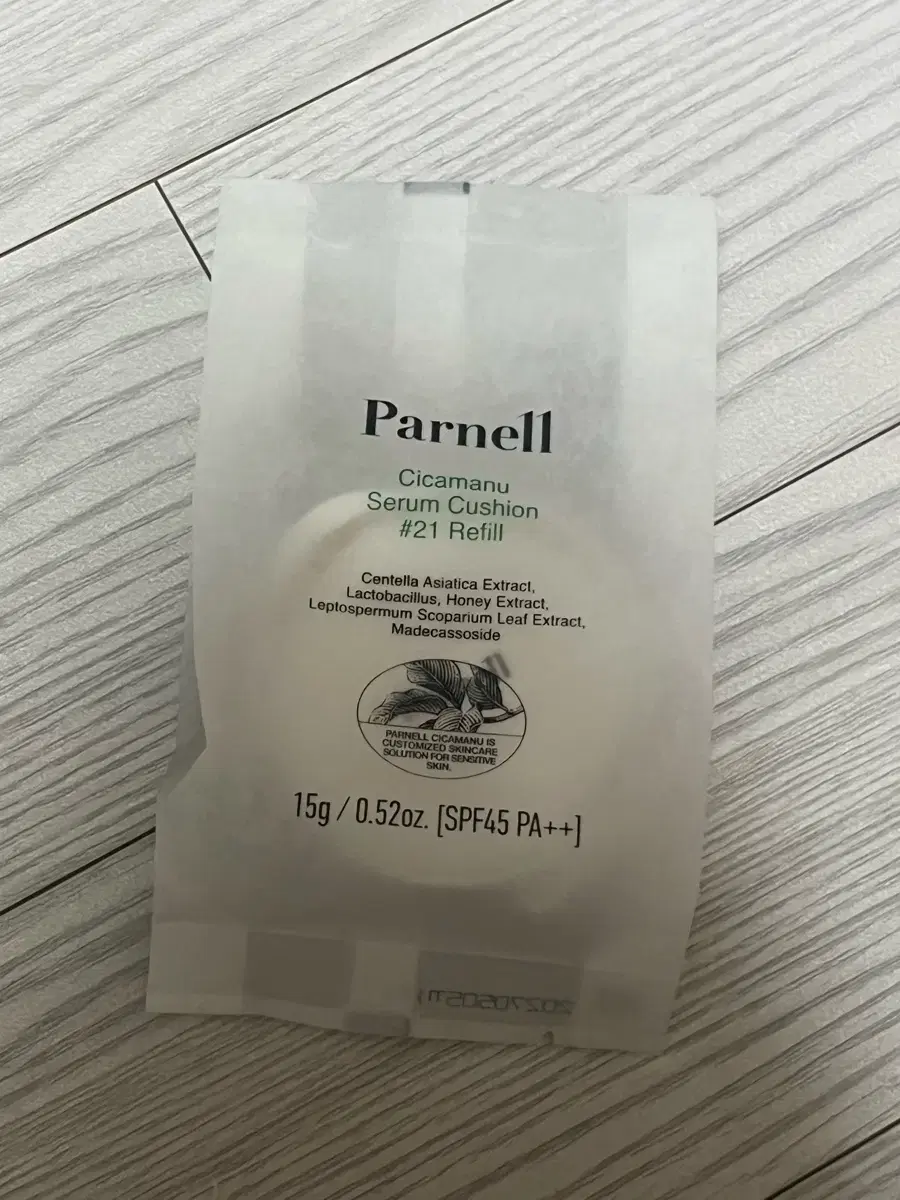 Parnell
Cicamanu
Serum Cushion
#21 Refill
Centella Asiatica Extract,
Lactobacillus, Honey Extract,
Leptospermum Scoparium Leaf Extract,
Madecassoside
PARNELL CICAMANU IS
CUSTOMIZED SKINCARE
SOLUTION FOR SENSITIVE
SKIN.
15g / 0.52oz. [SPF45 PA++]